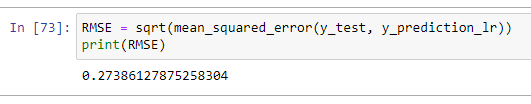 In [73]: RMSE = sqrt(mean_squared_error(y_test, y_prediction_lr))
print(RMSE)
0.27386127875258304